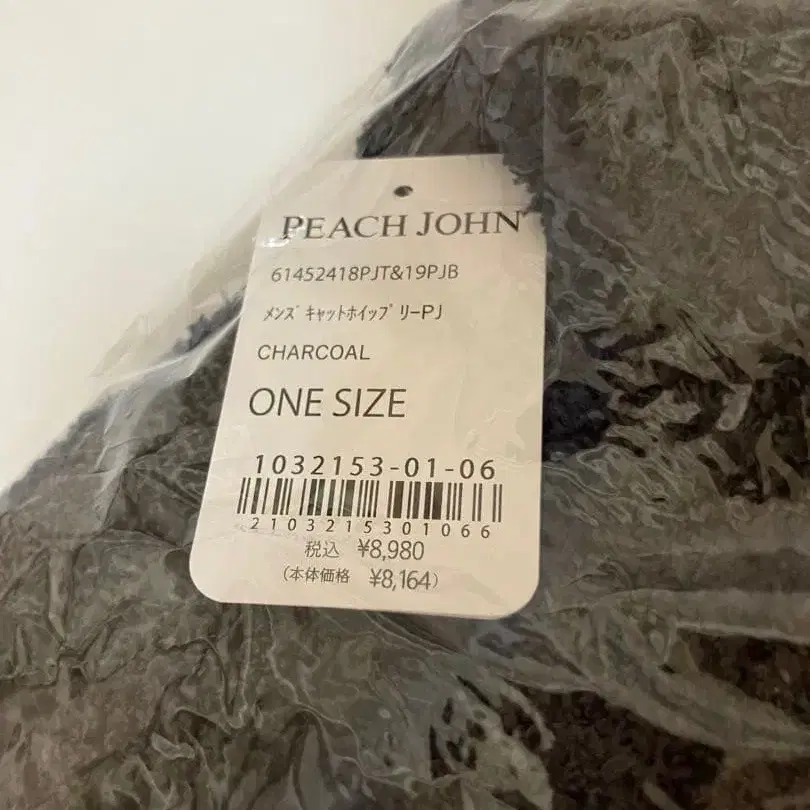 PEACH JOHN
61452418PJT&19PJB
ﾒﾝｽﾞ ｷｬｯﾄﾎｲｯﾌﾟﾘｰPJ
CHARCOAL
ONE SIZE
1032153-01-06
2103215301066
税込 ¥8,980
(本体価格 ¥8,164)